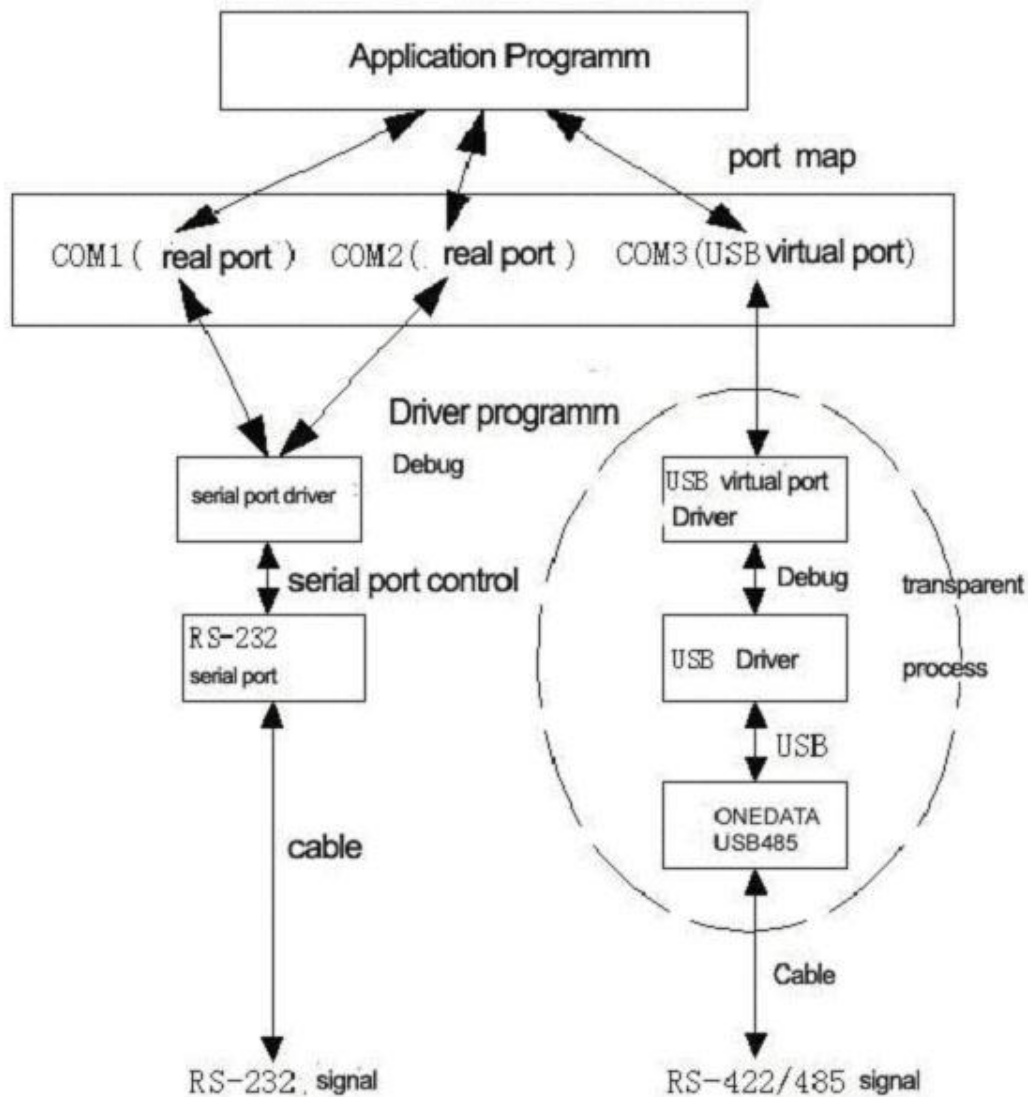 Application Programm
port map
COM1( real port ) COM2( real port ) COM3(USB virtual port)
Driver programm
Debug
serial port driver
USB virtual port
Driver
serial port control
Debug
transparent
RS-232
serial port
USB Driver
process
USB
ONEDATA
USB485
cable
Cable
RS-232 signal
RS-422/485 signal